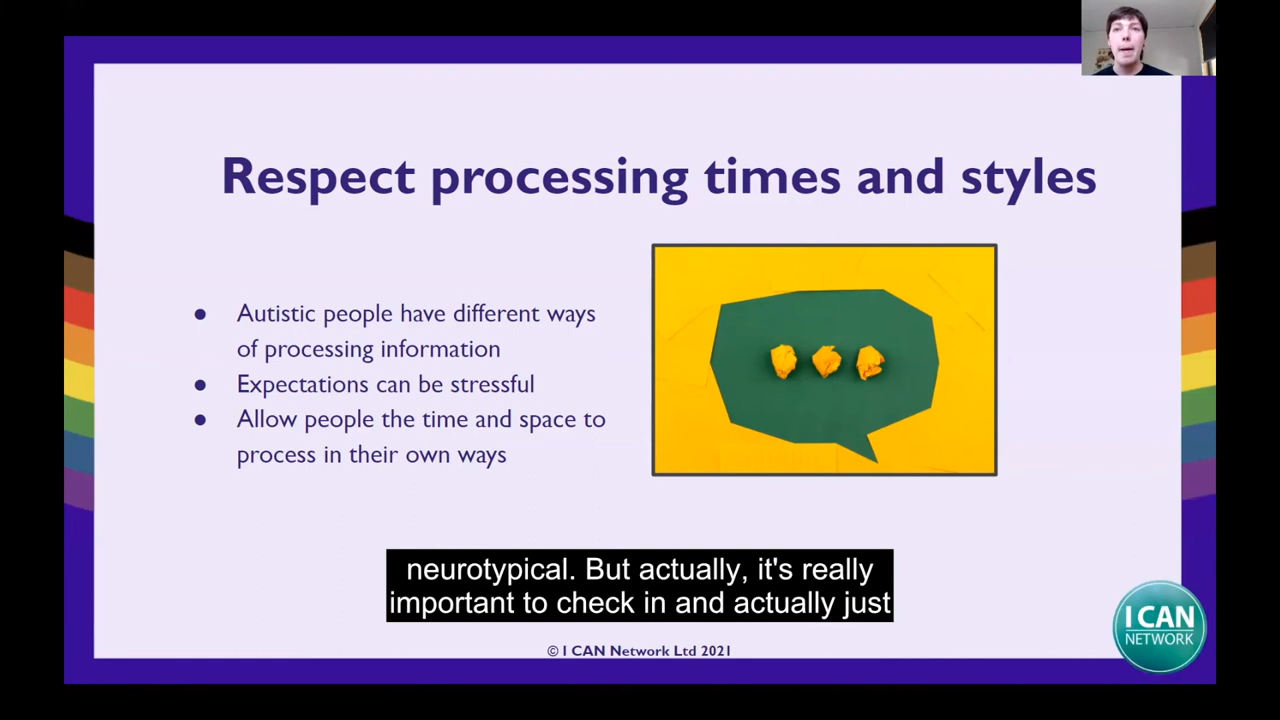 Respect processing times and styles
● Autistic people have different ways
of processing information
● Expectations can be stressful
● Allow people the time and space to
process in their own ways
neurotypical. But actually, it's really
important to check in and actually just
© I CAN Network Ltd 2021
I CAN
NETWORK